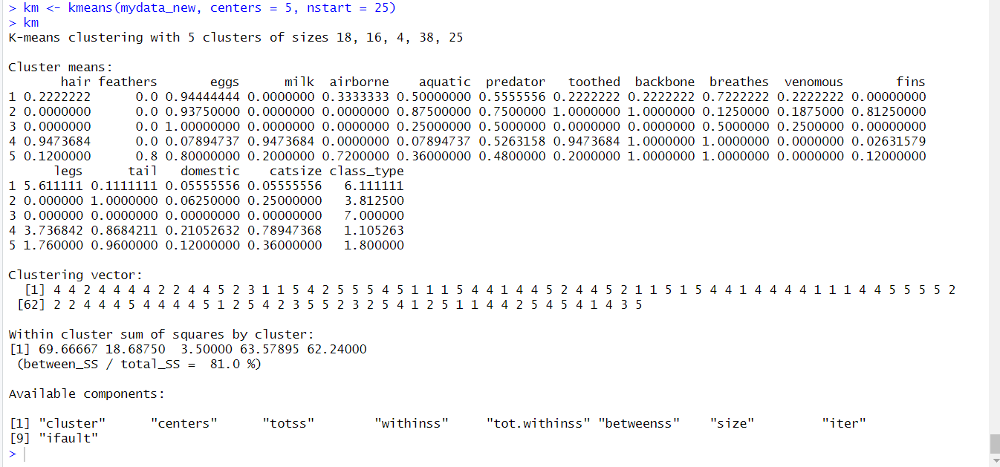 > km <- kmeans(mydata_new, centers = 5, nstart = 25)
> km
K-means clustering with 5 clusters of sizes 18, 16, 4, 38, 25
Cluster means:
hair feathers eggs milk airborne aquatic predator toothed backbone breathes venomous fins
1 0.2222222 0.0 0.94444444 0.0000000 0.3333333 0.50000000 0.5555556 0.2222222 0.2222222 0.7222222 0.2222222 0.00000000
2 0.0000000 0.0 0.93750000 0.0000000 0.0000000 0.87500000 0.7500000 1.0000000 1.0000000 0.1250000 0.1875000 0.81250000
3 0.0000000 0.0 1.00000000 0.0000000 0.0000000 0.25000000 0.5000000 0.0000000 0.0000000 0.5000000 0.2500000 0.00000000
4 0.9473684 0.0 0.07894737 0.9473684 0.0000000 0.07894737 0.5263158 0.9473684 1.0000000 1.0000000 0.0000000 0.02631579
5 0.1200000 0.8 0.80000000 0.2000000 0.7200000 0.36000000 0.4800000 0.2000000 1.0000000 1.0000000 0.0000000 0.12000000
legs tail domestic catsize class_type
1 5.611111 0.1111111 0.05555556 0.05555556 6.111111
2 0.000000 1.0000000 0.06250000 0.25000000 3.812500
3 0.000000 0.0000000 0.00000000 0.00000000 7.000000
4 3.736842 0.8684211 0.21052632 0.78947368 1.105263
5 1.760000 0.9600000 0.12000000 0.36000000 1.800000
Clustering vector:
[1] 4 4 2 4 4 4 4 2 2 4 4 5 2 3 1 1 5 4 2 5 5 5 4 5 1 1 1 5 4 4 1 4 4 5 2 4 4 5 2 1 1 5 1 5 4 4 1 4 4 4 4 1 1 1 4 4 5 5 5 5 2
[62] 2 2 4 4 4 5 4 4 4 4 5 1 2 5 4 2 3 5 5 2 3 2 5 4 1 2 5 1 1 4 4 2 5 4 5 4 1 4 3 5
Within cluster sum of squares by cluster:
[1] 69.66667 18.68750 3.50000 63.57895 62.24000
(between_SS / total_SS = 81.0 %)
Available components:
[1] "cluster" "centers" "totss" "withinss" "tot.withinss" "betweenss" "size" "iter"
[9] "ifault"
>